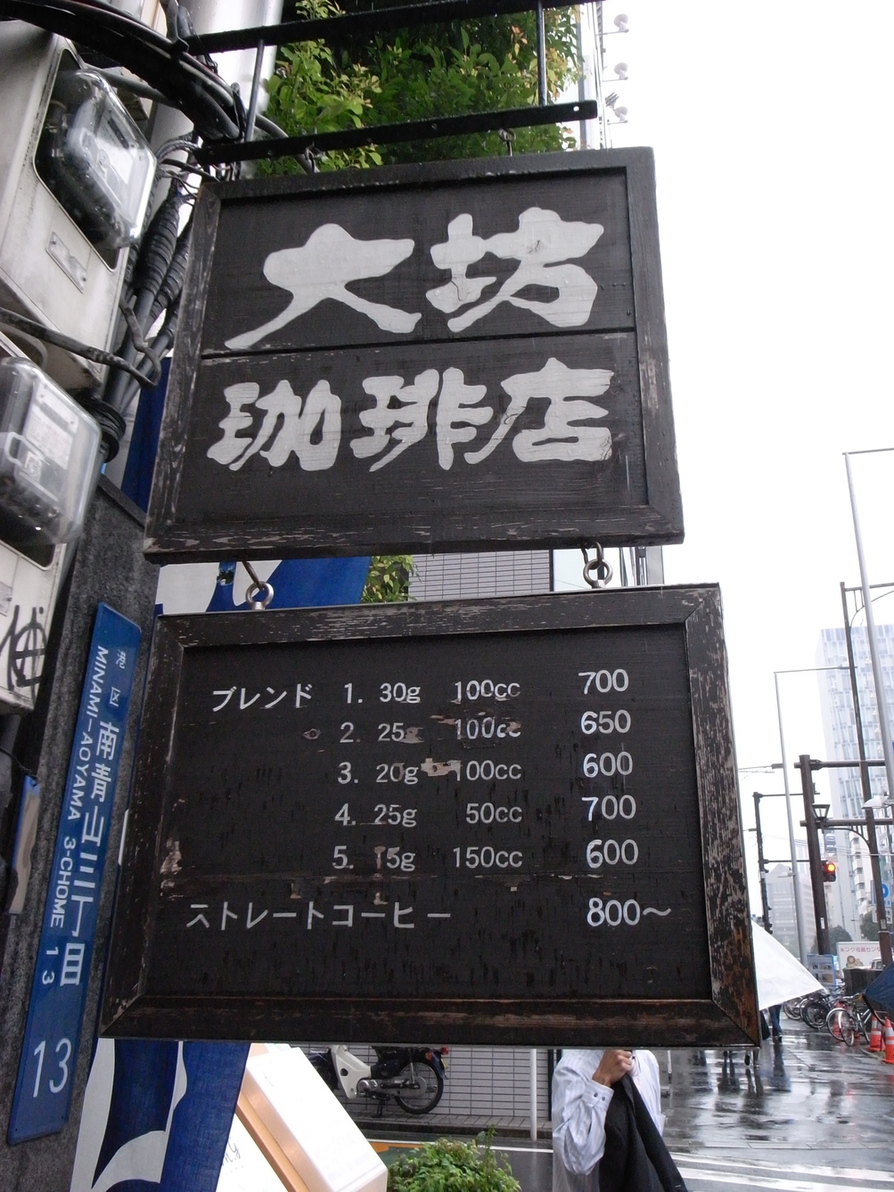 大坊
珈琲店
ブレンド 1. 30g 100cc 700
2. 25g 100cc 650
3. 20g 100cc 600
4. 25g 50cc 700
5. 15g 150cc 600
ストレートコーヒー 800〜
港区
南青山三丁目
MINAMI-AOYAMA 3-CHOME 13
13